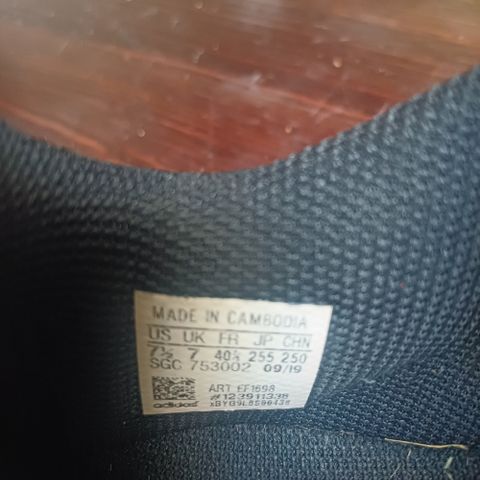 MADE IN CAMBODIA
US UK FR JP CHN
7½ 7 40⅔ 255 250
SGC 753002 09/19
ART EF1698
#123911338
adidas